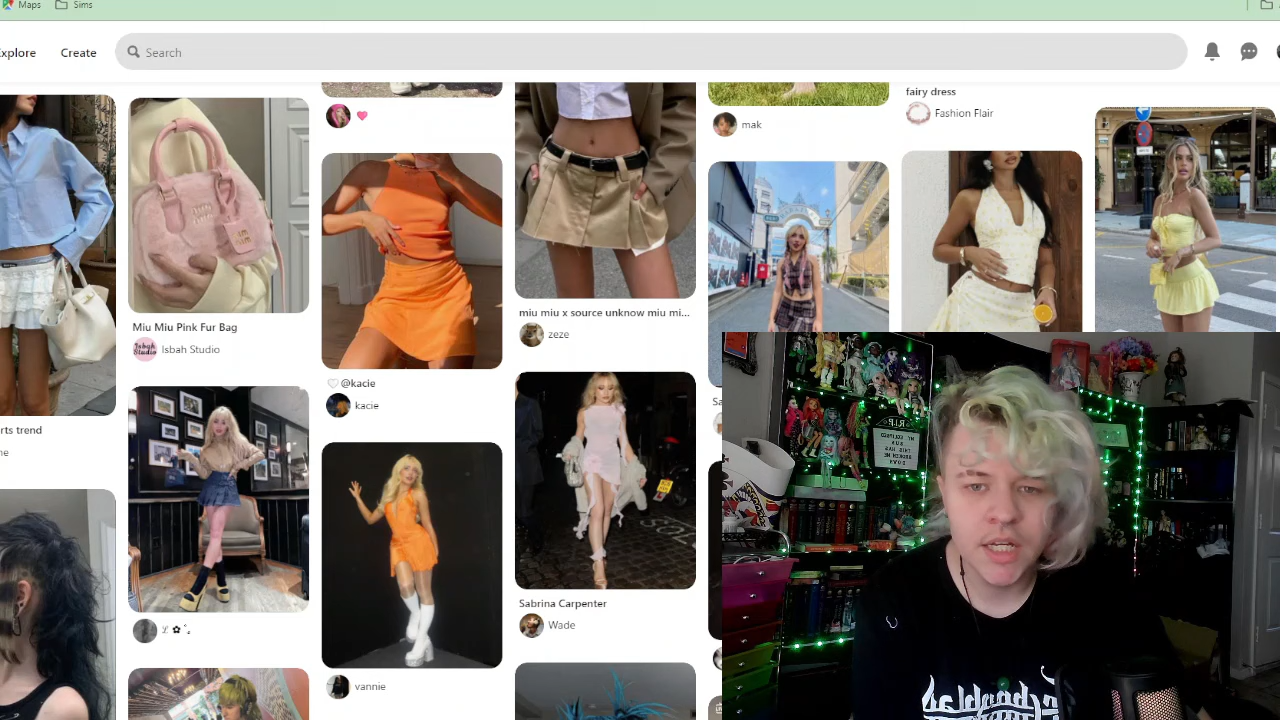 Maps
Sims
Explore
Create
Search
fairy dress
Fashion Flair
mak
miu miu x source unknow miu mi...
zeze
Miu Miu Pink Fur Bag
Isbah Studio
@kacie
kacie
rts trend
Sabrina Carpenter
Wade
vannie